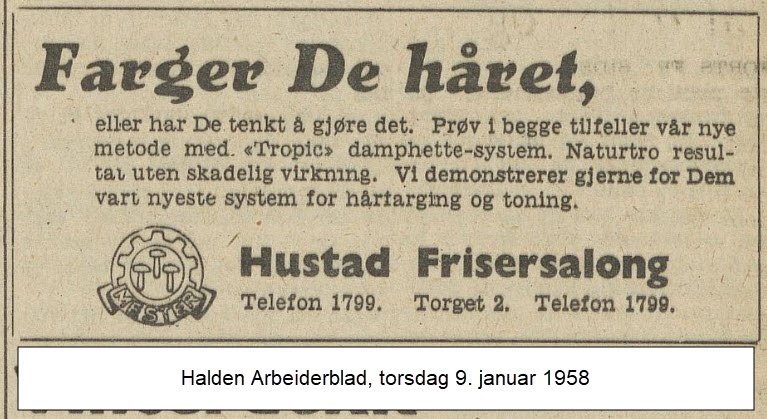 Farger De håret,
eller har De tenkt å gjøre det. Prøv i begge tilfeller vår nye
metode med. «Tropic» damphette-system. Naturtro resul-
tat uten skadelig virkning. Vi demonstrerer gjerne for Dem
vart nyeste system for hårfarging og toning.
MESTER
Hustad Frisersalong
Telefon 1799. Torget 2. Telefon 1799.
Halden Arbeiderblad, torsdag 9. januar 1958